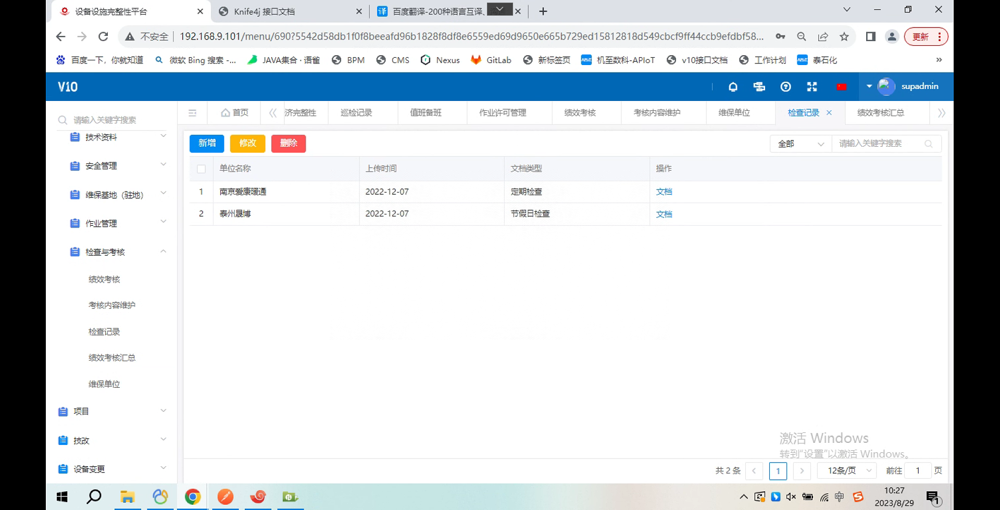 设备设施完整性平台
Knife4j 接口文档
百度翻译-200种语言互译、
不安全 192.168.9.101/menu/690?5542d58db1f0f8beeafd96b1828f8df8e6559ed69d9650e665b729ed15812818d549cbcf9ff44ccb9efdbf58...
更新
百度一下，你就知道
微软 Bing 搜索 -...
JAVA集合 · 语雀
BPM
CMS
Nexus
GitLab
新标签页
机至数科-APIoT
v10接口文档
工作计划
泰石化
V10
supadmin
请输入关键字搜索
首页
济完整性
巡检记录
值班备班
作业许可管理
绩效考核
考核内容维护
维保单位
检查记录
绩效考核汇总
技术资料
安全管理
维保基地（驻地）
作业管理
检查与考核
绩效考核
考核内容维护
检查记录
绩效考核汇总
维保单位
项目
技改
设备变更
新增 修改 删除
全部 请输入关键字搜索
单位名称 上传时间 文档类型 操作
1 南京爱康暖通 2022-12-07 定期检查 文档
2 泰州晟博 2022-12-07 节假日检查 文档
激活 Windows
转到“设置”以激活 Windows。
共 2 条 1 12条/页 前往 1 页
中
10:27
2023/8/29
1